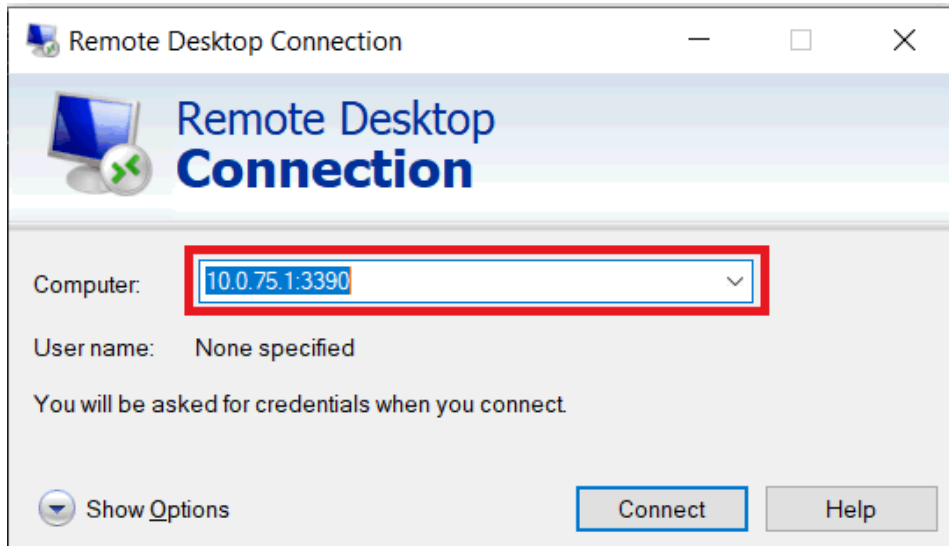 Remote Desktop Connection
Remote Desktop
Connection
Computer: 10.0.75.1:3390
User name: None specified
You will be asked for credentials when you connect.
Show Options Connect Help